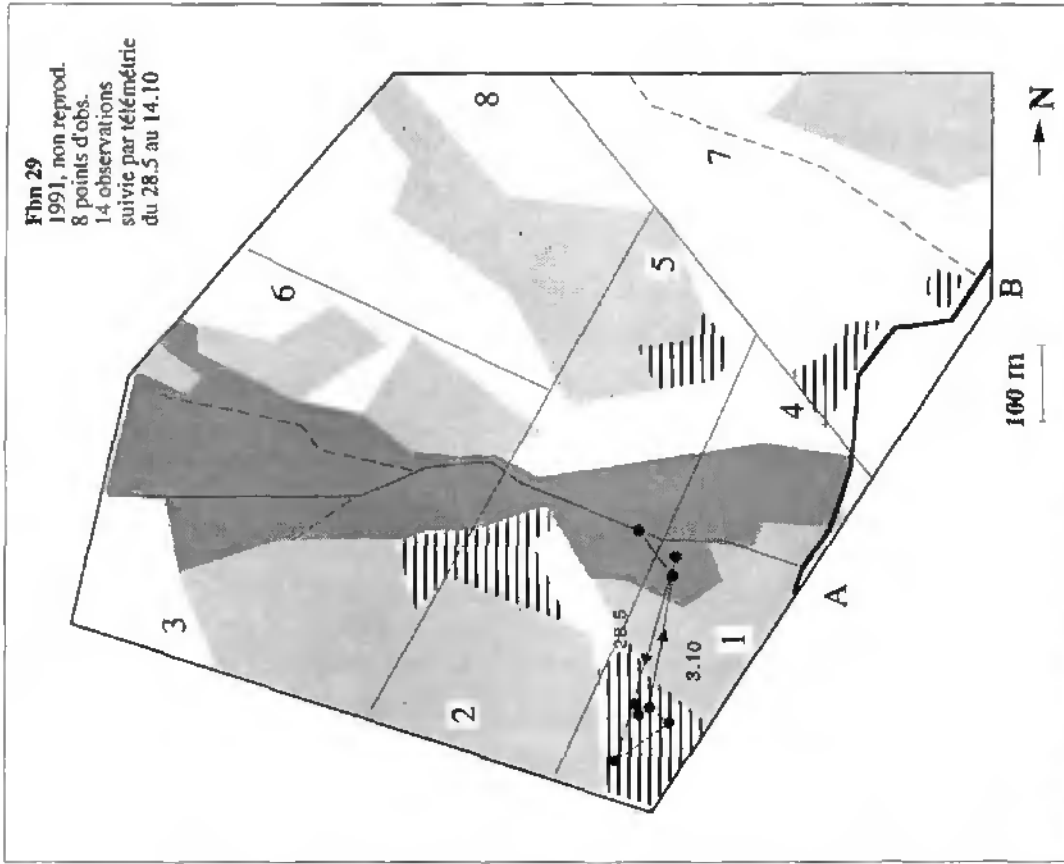 Fbn 29
1991, non reprod.
8 points d'obs.
14 observations
suivie par télémétrie
du 28.5 au 14.10
8
6
7
3
5
4
B
2
28.5
3.10
1
A
100 m
N